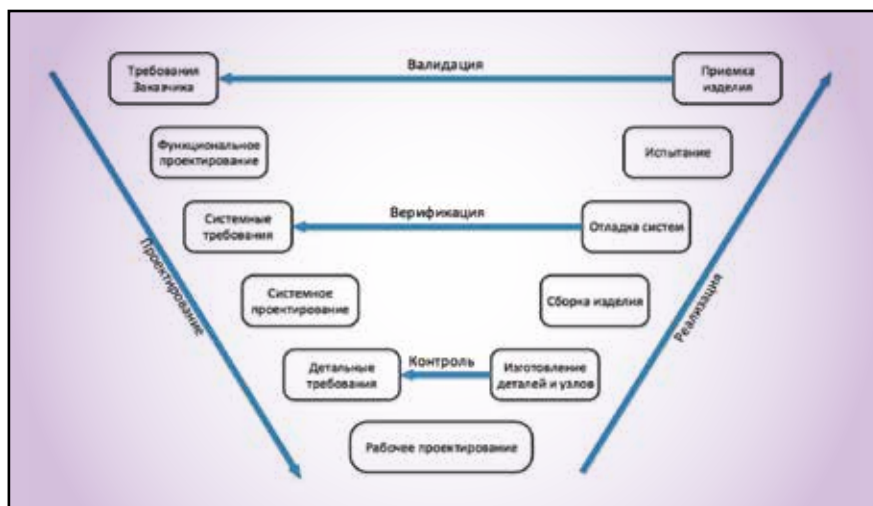 Требования
Заказчика
Валидация
Приемка
изделия
Функциональное
проектирование
Испытание
Системные
требования
Верификация
Отладка систем
Проектирование
Системное
проектирование
Сборка изделия
Реализация
Детальные
требования
Контроль
Изготовление
деталей и узлов
Рабочее проектирование